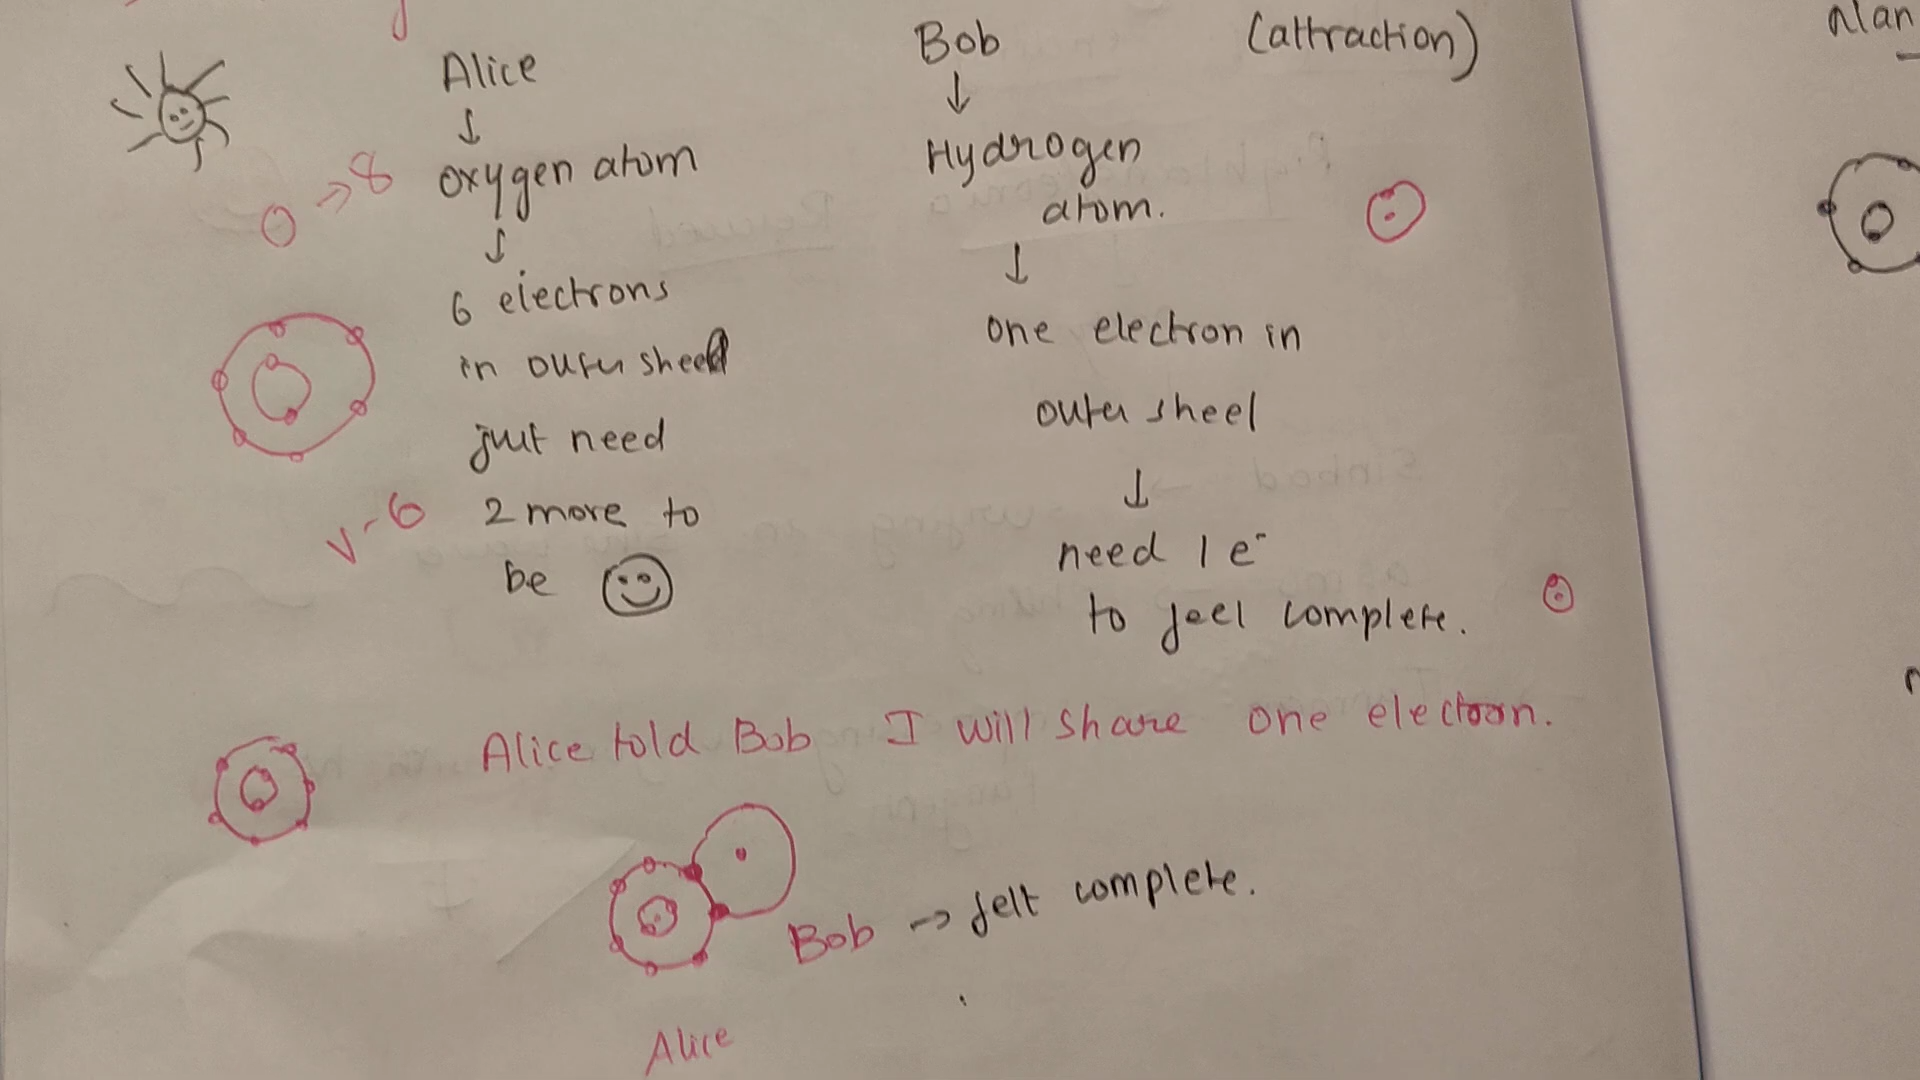 Alice
↓
oxygen atom
O → 8
↓
6 electrons
in outer sheel
just need
2 more to
be
V-6
Bob
↓
Hydrogen
atom.
↓
one electron in
outer sheel
↓
need 1 e⁻
to feel complete.
(attraction)
Alice told Bob I will share one electron.
Bob → felt complete.
Alice